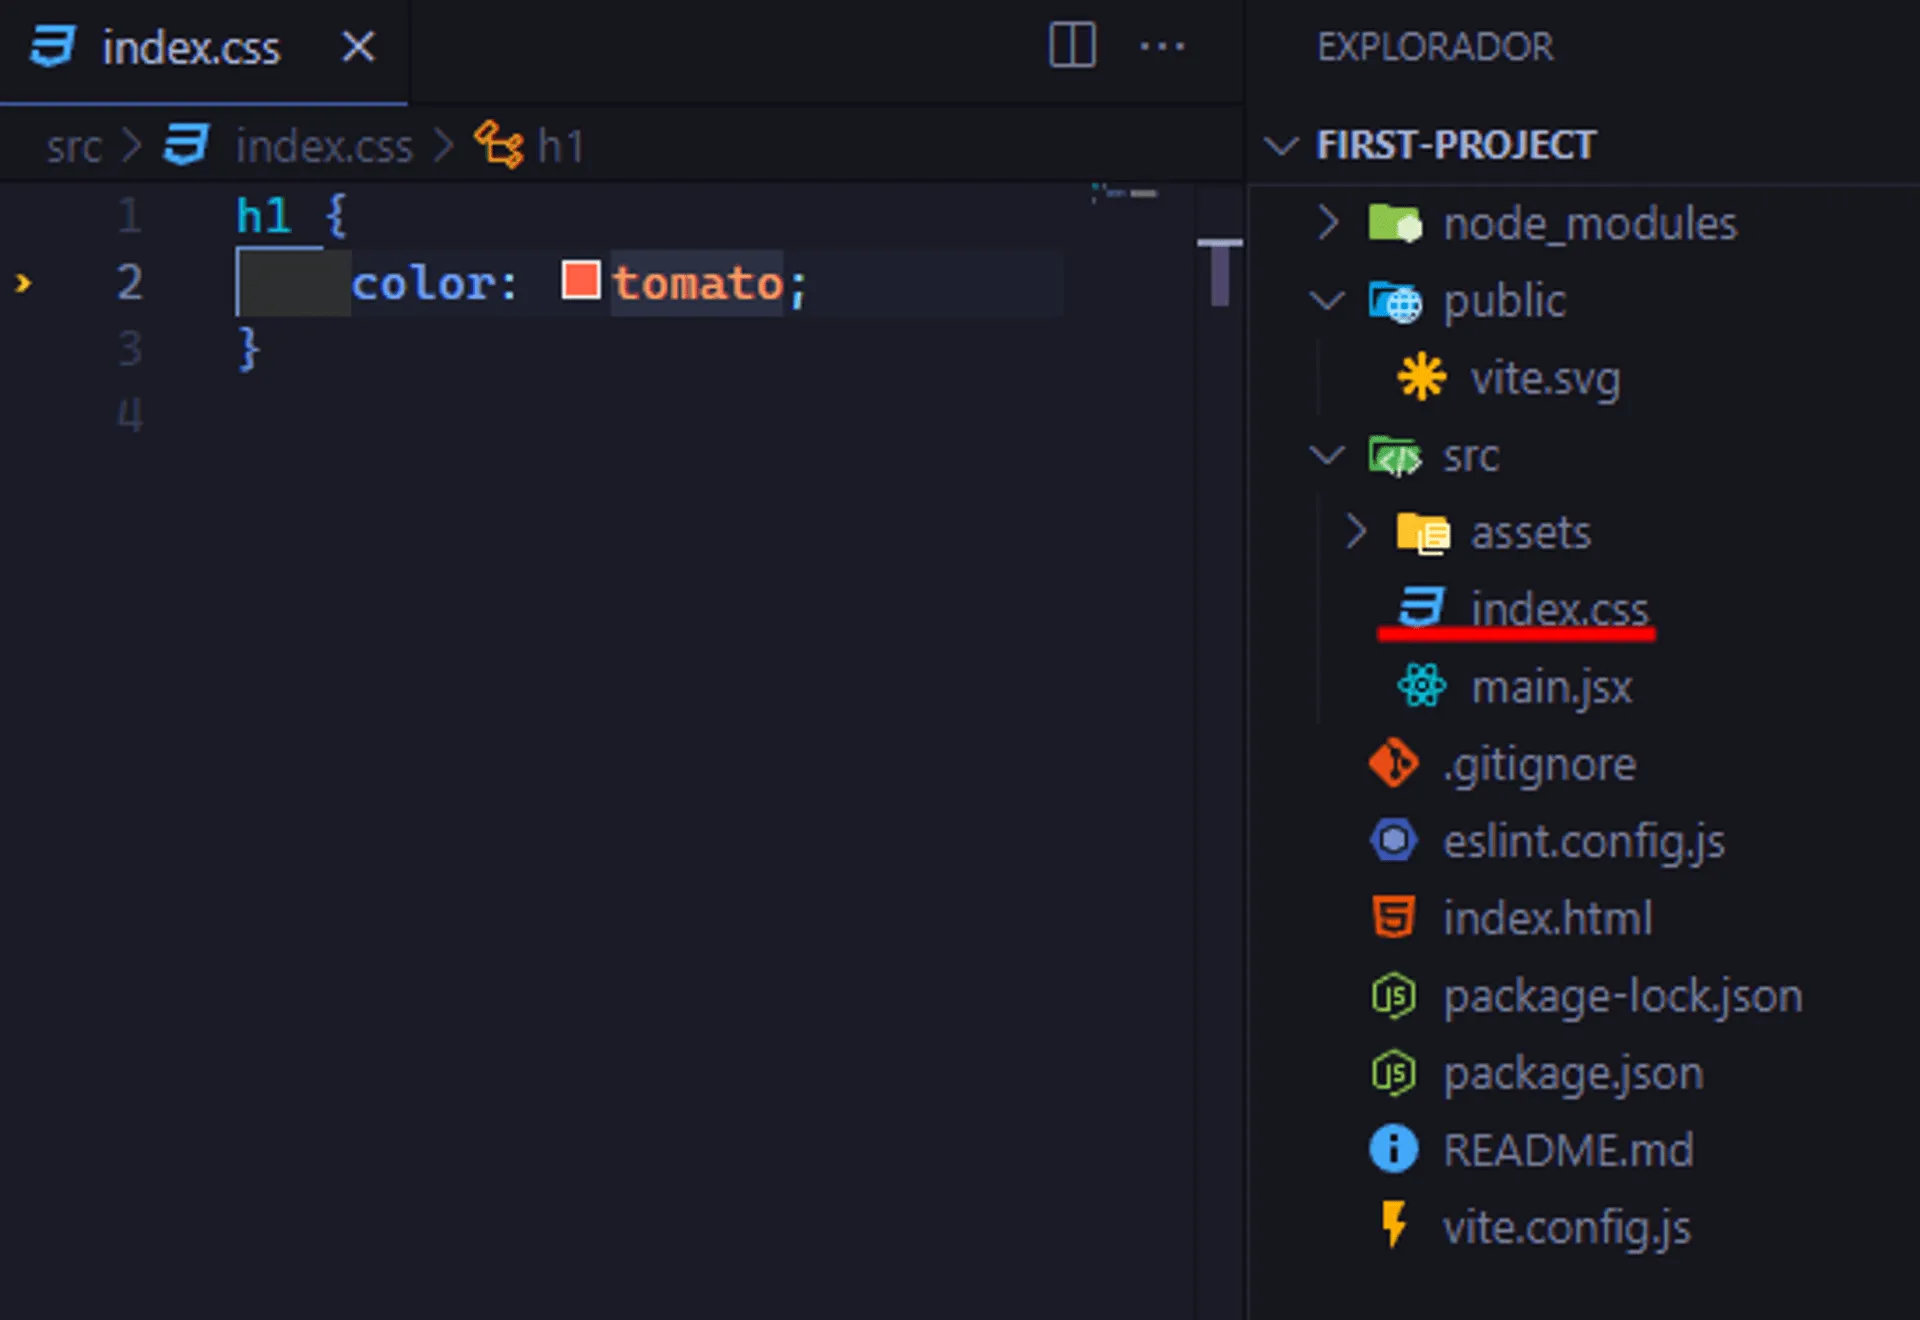 index.css
src > index.css > h1
1 h1 {
2 color: tomato;
3 }
4
EXPLORADOR
FIRST-PROJECT
node_modules
public
vite.svg
src
assets
index.css
main.jsx
.gitignore
eslint.config.js
index.html
package-lock.json
package.json
README.md
vite.config.js